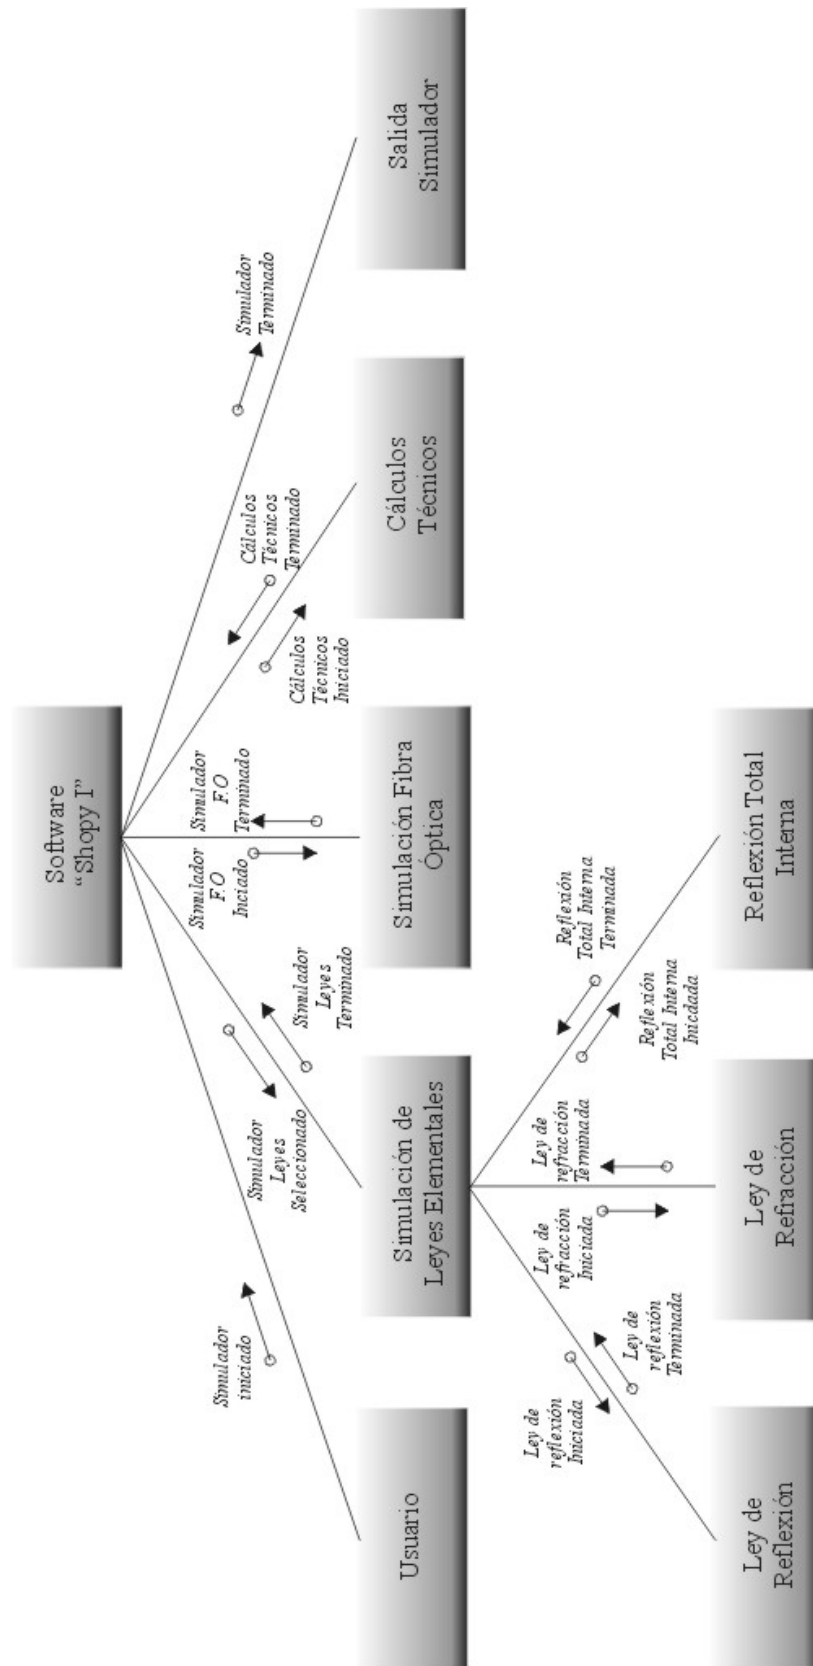 Software
“Shopy I”
Simulador
iniciado
Simulador
Leyes
Seleccionado
Simulador
Leyes
Terminado
Simulador
F.O
Inciado
Simulador
F.O
Terminado
Cálculos
Técnicos
Iniciado
Cálculos
Técnicos
Terminado
Simulador
Terminado
Usuario
Simulación de
Leyes Elementales
Simulación Fibra
Óptica
Cálculos
Técnicos
Salida
Simulador
Ley de
reflexión
Iniciada
Ley de
reflexión
Terminada
Ley de
refracción
Iniciada
Ley de
refracción
Terminada
Reflexión
Total Interna
Inicdada
Reflexión
Total Interna
Terminada
Ley de
Reflexión
Ley de
Refracción
Reflexión Total
Interna